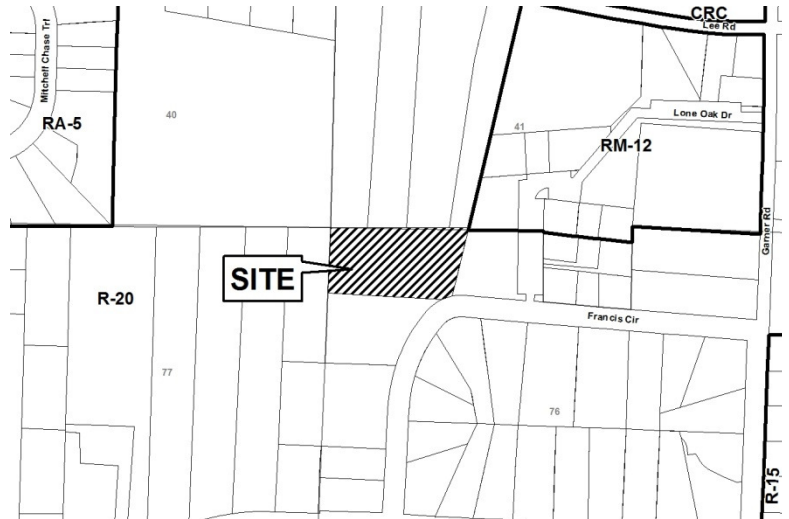 CRC
Lee Rd
Mitchell Chase Trl
40
Lone Oak Dr
RA-5
41
RM-12
Garner Rd
SITE
R-20
Francis Cir
77
76
R-15